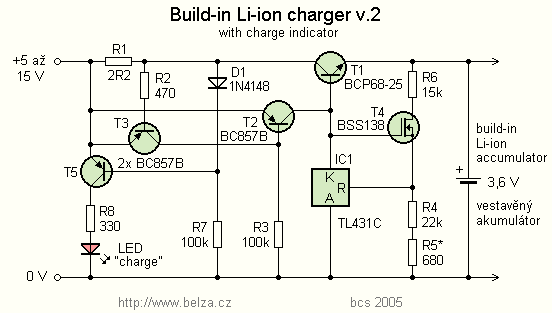 Build-in Li-ion charger v.2
with charge indicator
+5 až
15 V
R1
2R2
R2
470
D1
1N4148
T1
BCP68-25
R6
15k
T4
BSS138
T3
T2
BC857B
T5
2x BC857B
IC1
K
R
A
TL431C
build-in
Li-ion
accumulator
+
3,6 V
vestavěný
akumulátor
R8
330
R7
100k
R3
100k
R4
22k
R5*
680
LED
"charge"
0 V
http://www.belza.cz
bcs 2005